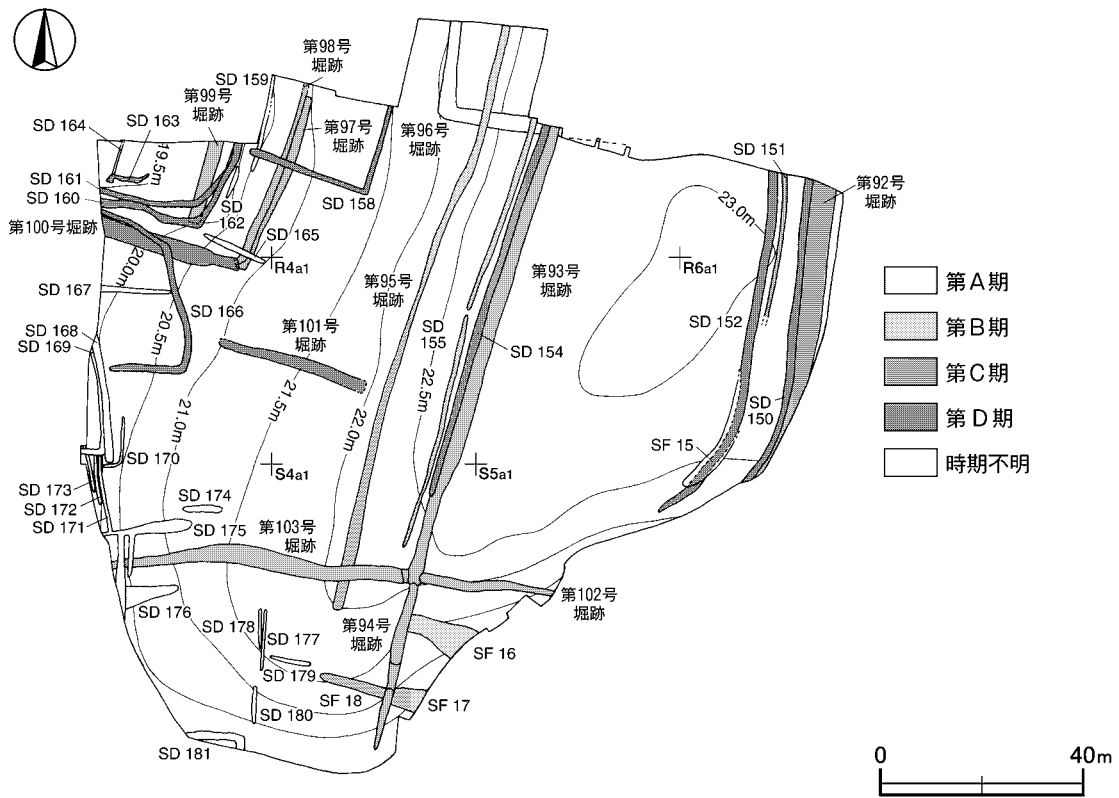 第98号
堀跡
SD 159
第99号
堀跡
第97号
堀跡
第96号
堀跡
SD 164
SD 163
19.5m
SD 151
SD 161
SD 160
第92号
堀跡
SD
162
SD 158
23.0m
第100号堀跡
SD 165
R4a1
R6a1
20.0m
第93号
堀跡
第95号
堀跡
SD 167
SD 166
20.5m
第101号
堀跡
SD 168
SD 169
SD
155
SD 154
SD 152
22.5m
21.0m
21.5m
22.0m
SD
150
SF 15
SD 170
S4a1
S5a1
SD 173
SD 172
SD 171
SD 174
SD 175
第103号
堀跡
SD 176
第102号
堀跡
SD 178
SD 177
第94号
堀跡
SF 16
SD 179
SF 18
SF 17
SD 180
SD 181
第A期
第B期
第C期
第D期
時期不明
0
40m